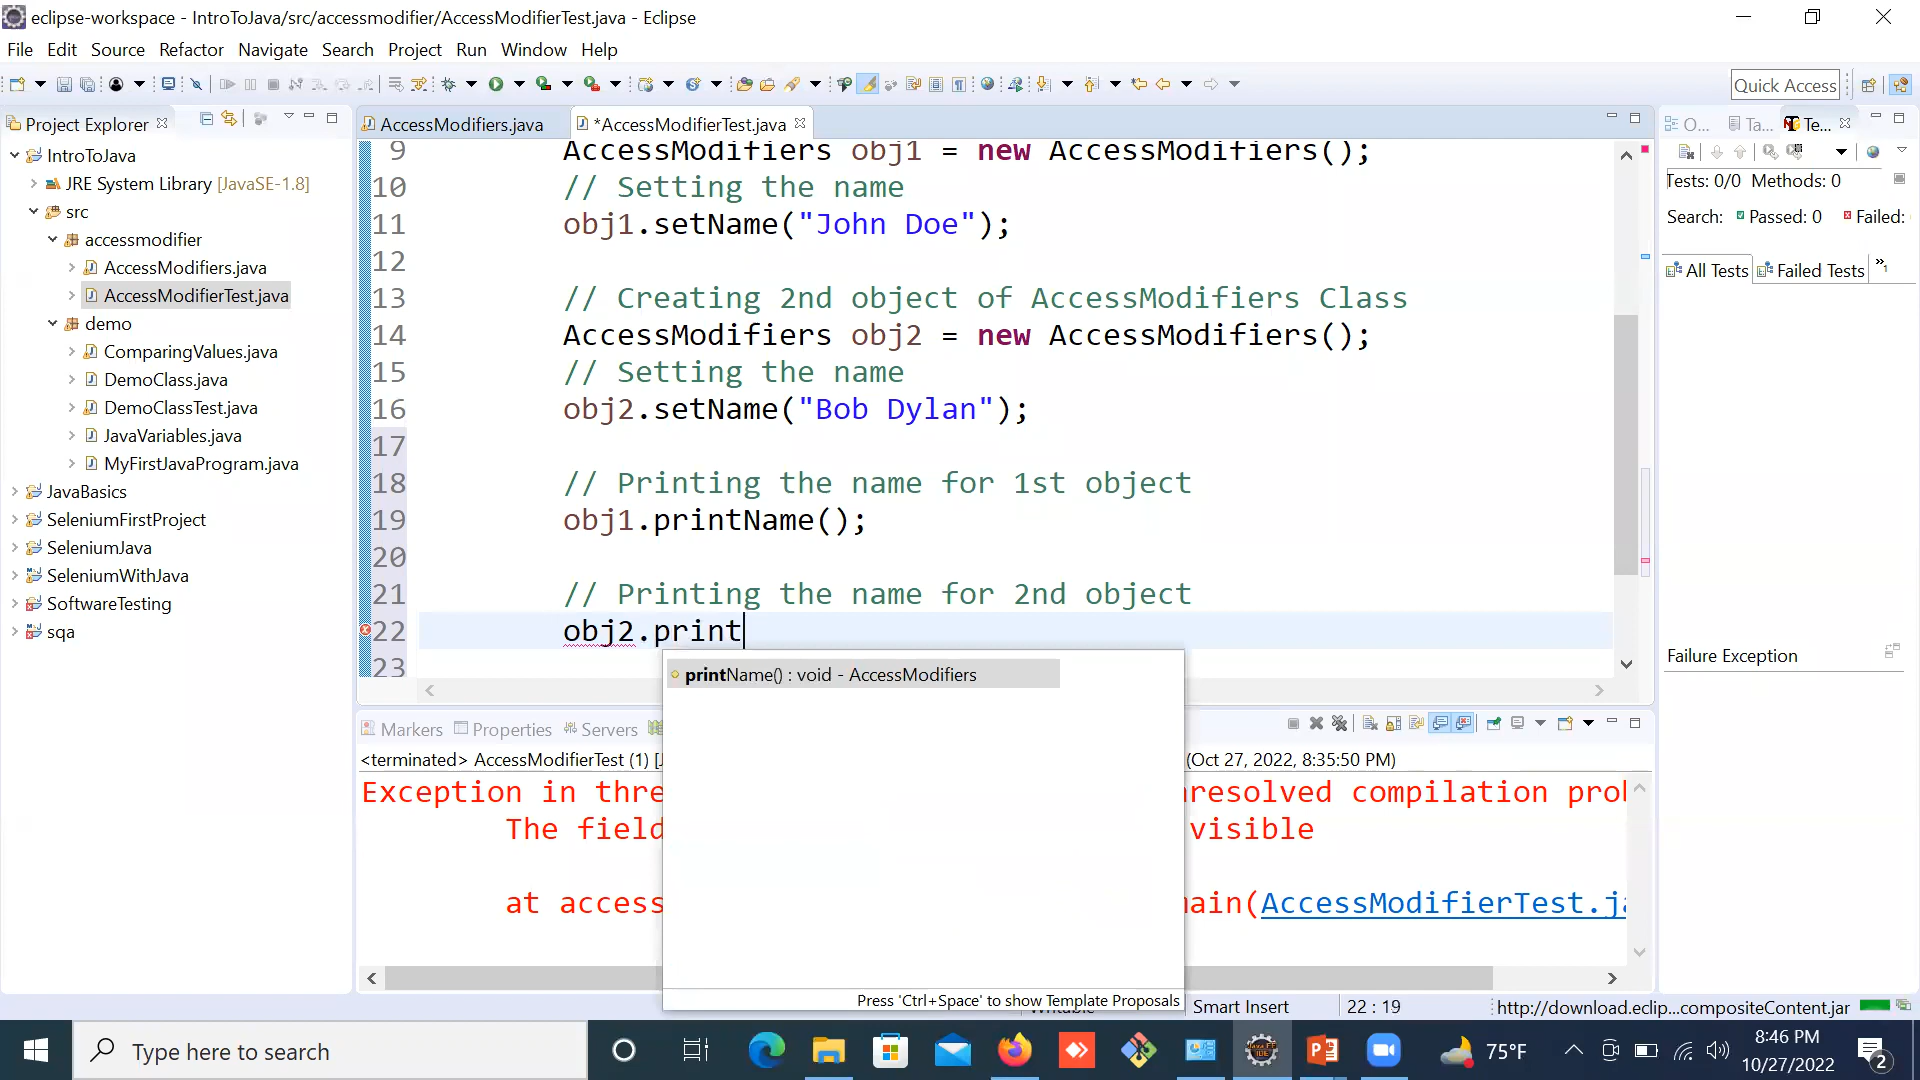 eclipse-workspace - IntroToJava/src/accessmodifier/AccessModifierTest.java - Eclipse
File Edit Source Refactor Navigate Search Project Run Window Help
Quick Access
Project Explorer
IntroToJava
JRE System Library [JavaSE-1.8]
src
accessmodifier
AccessModifiers.java
AccessModifierTest.java
demo
ComparingValues.java
DemoClass.java
DemoClassTest.java
JavaVariables.java
MyFirstJavaProgram.java
JavaBasics
SeleniumFirstProject
SeleniumJava
SeleniumWithJava
SoftwareTesting
sqa
AccessModifiers.java
*AccessModifierTest.java
9 AccessModifiers obj1 = new AccessModifiers();
10 // Setting the name
11 obj1.setName("John Doe");
12
13 // Creating 2nd object of AccessModifiers Class
14 AccessModifiers obj2 = new AccessModifiers();
15 // Setting the name
16 obj2.setName("Bob Dylan");
17
18 // Printing the name for 1st object
19 obj1.printName();
20
21 // Printing the name for 2nd object
22 obj2.print
23
printName() : void - AccessModifiers
Press 'Ctrl+Space' to show Template Proposals
Markers Properties Servers
<terminated> AccessModifierTest (1) [ (Oct 27, 2022, 8:35:50 PM)
Exception in thre resolved compilation pro
The field visible
at access ain(AccessModifierTest.ja
O... Ta... Te...
Tests: 0/0 Methods: 0
Search: Passed: 0 Failed:
All Tests Failed Tests »1
Failure Exception
Writable Smart Insert 22 : 19 http://download.eclip...compositeContent.jar
Type here to search
75°F
8:46 PM
10/27/2022
2